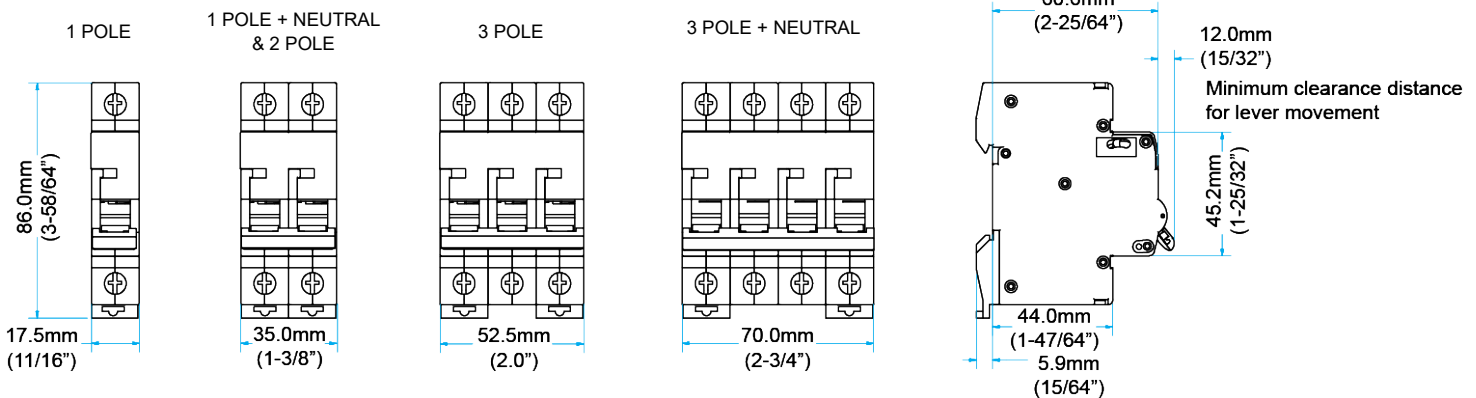 1 POLE
1 POLE + NEUTRAL
& 2 POLE
3 POLE
3 POLE + NEUTRAL
(2-25/64”)
12.0mm
(15/32”)
Minimum clearance distance
for lever movement
86.0mm
(3-58/64”)
45.2mm
(1-25/32”)
17.5mm
(11/16”)
35.0mm
(1-3/8”)
52.5mm
(2.0”)
70.0mm
(2-3/4”)
44.0mm
(1-47/64”)
5.9mm
(15/64”)